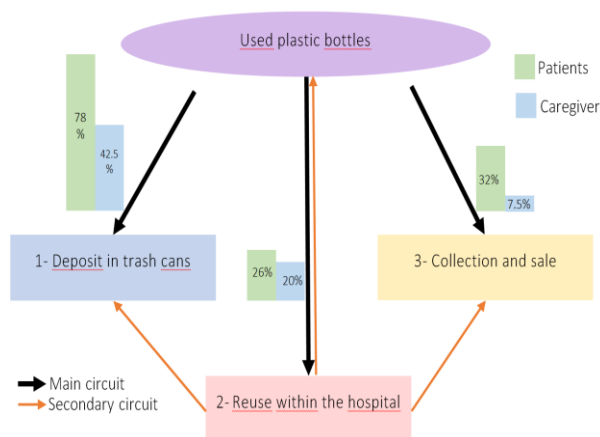 Used plastic bottles
Patients
Caregiver
78
%
42.5
%
32%
7.5%
1- Deposit in trash cans
26%
20%
3- Collection and sale
Main circuit
Secondary circuit
2- Reuse within the hospital